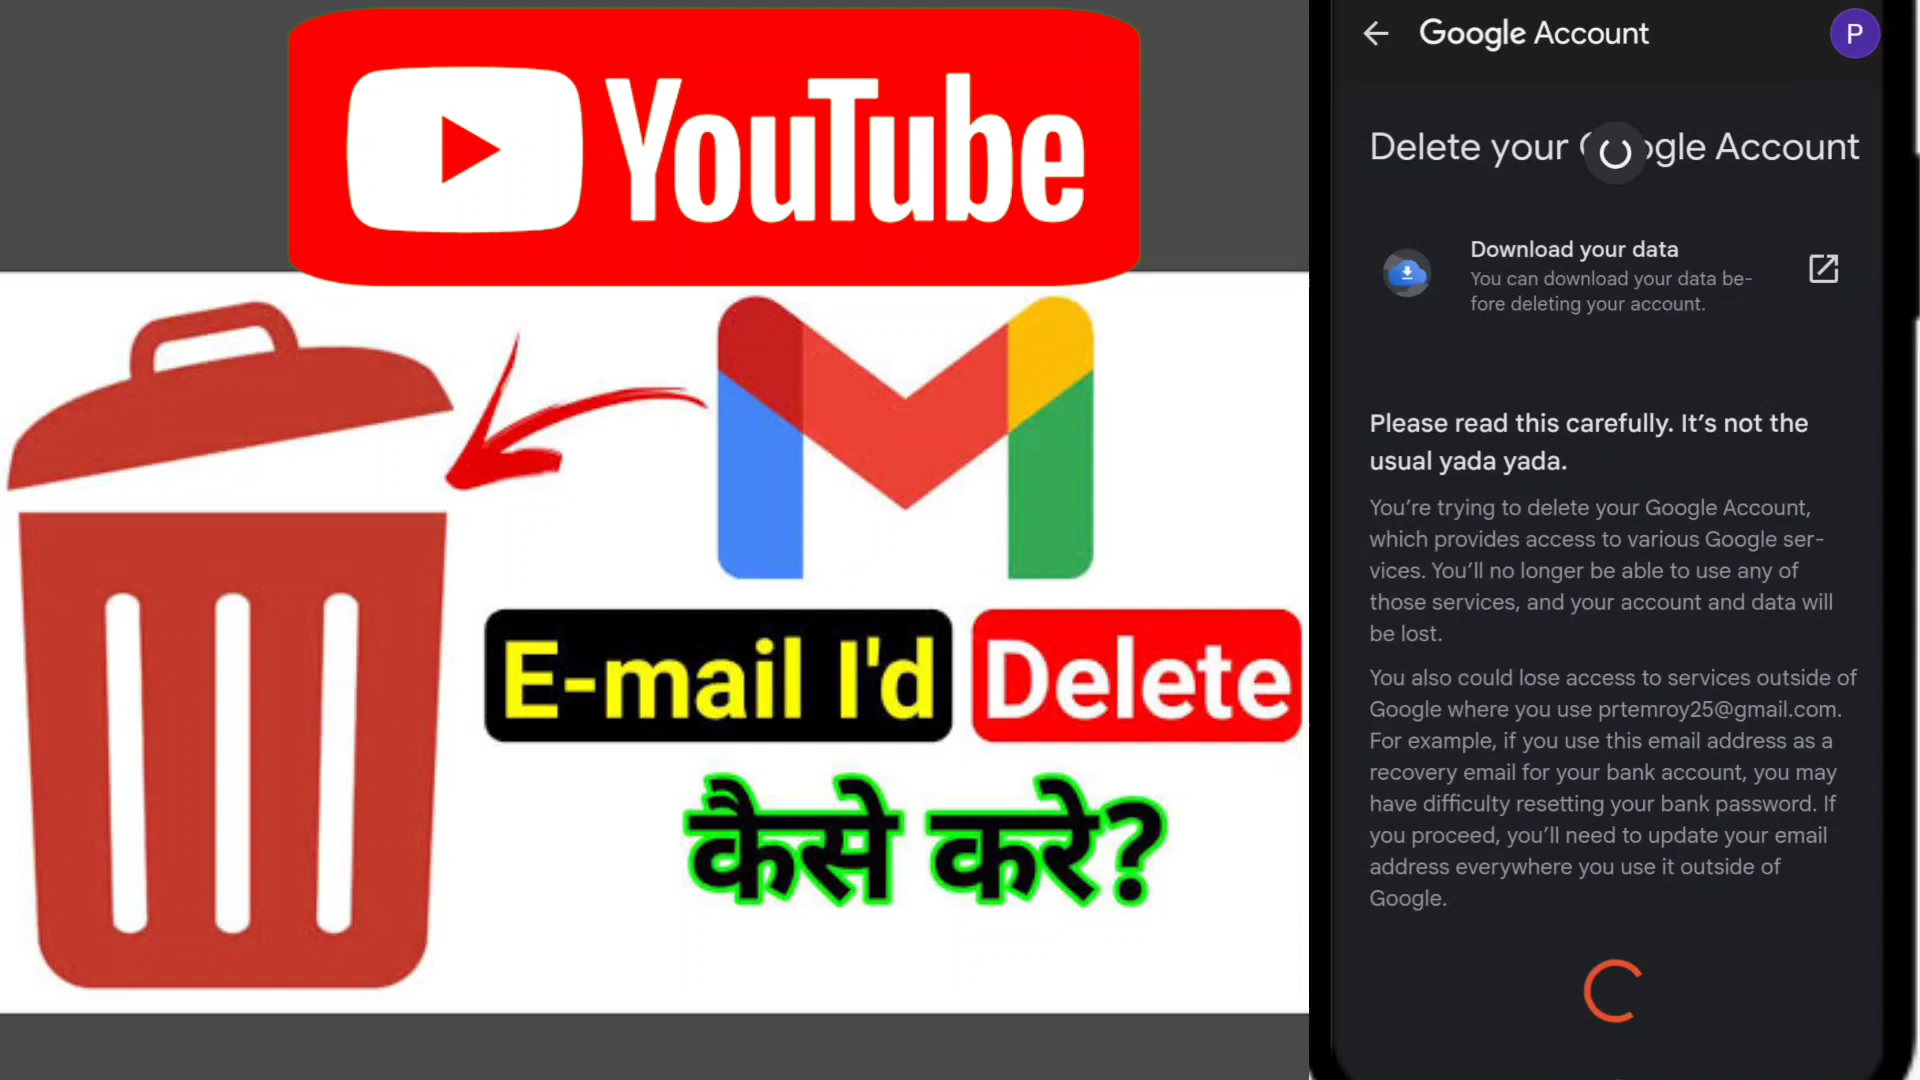 YouTube
E-mail I'd Delete
कैसे करे?
Google Account
P
Delete your Google Account
Download your data
You can download your data be-
fore deleting your account.
Please read this carefully. It’s not the
usual yada yada.
You’re trying to delete your Google Account,
which provides access to various Google ser-
vices. You’ll no longer be able to use any of
those services, and your account and data will
be lost.
You also could lose access to services outside of
Google where you use prtemroy25@gmail.com.
For example, if you use this email address as a
recovery email for your bank account, you may
have difficulty resetting your bank password. If
you proceed, you’ll need to update your email
address everywhere you use it outside of
Google.